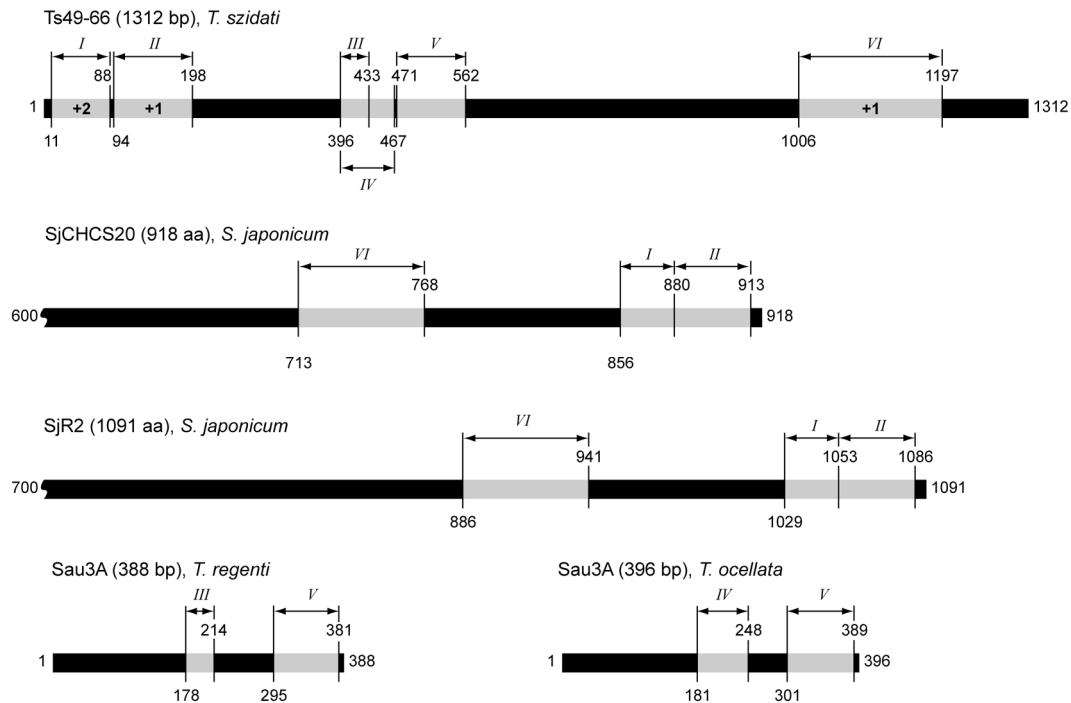 Ts49-66 (1312 bp), T. szidati
I II III V VI
88 198 433 471 562 1197
1 +2 +1 +1 1312
11 94 396 467 1006
IV
SjCHCS20 (918 aa), S. japonicum
VI I II
768 880 913
600 918
713 856
SjR2 (1091 aa), S. japonicum
VI I II
941 1053 1086
700 1091
886 1029
Sau3A (388 bp), T. regenti
III V
214 381
1 388
178 295
Sau3A (396 bp), T. ocellata
IV V
248 389
1 396
181 301